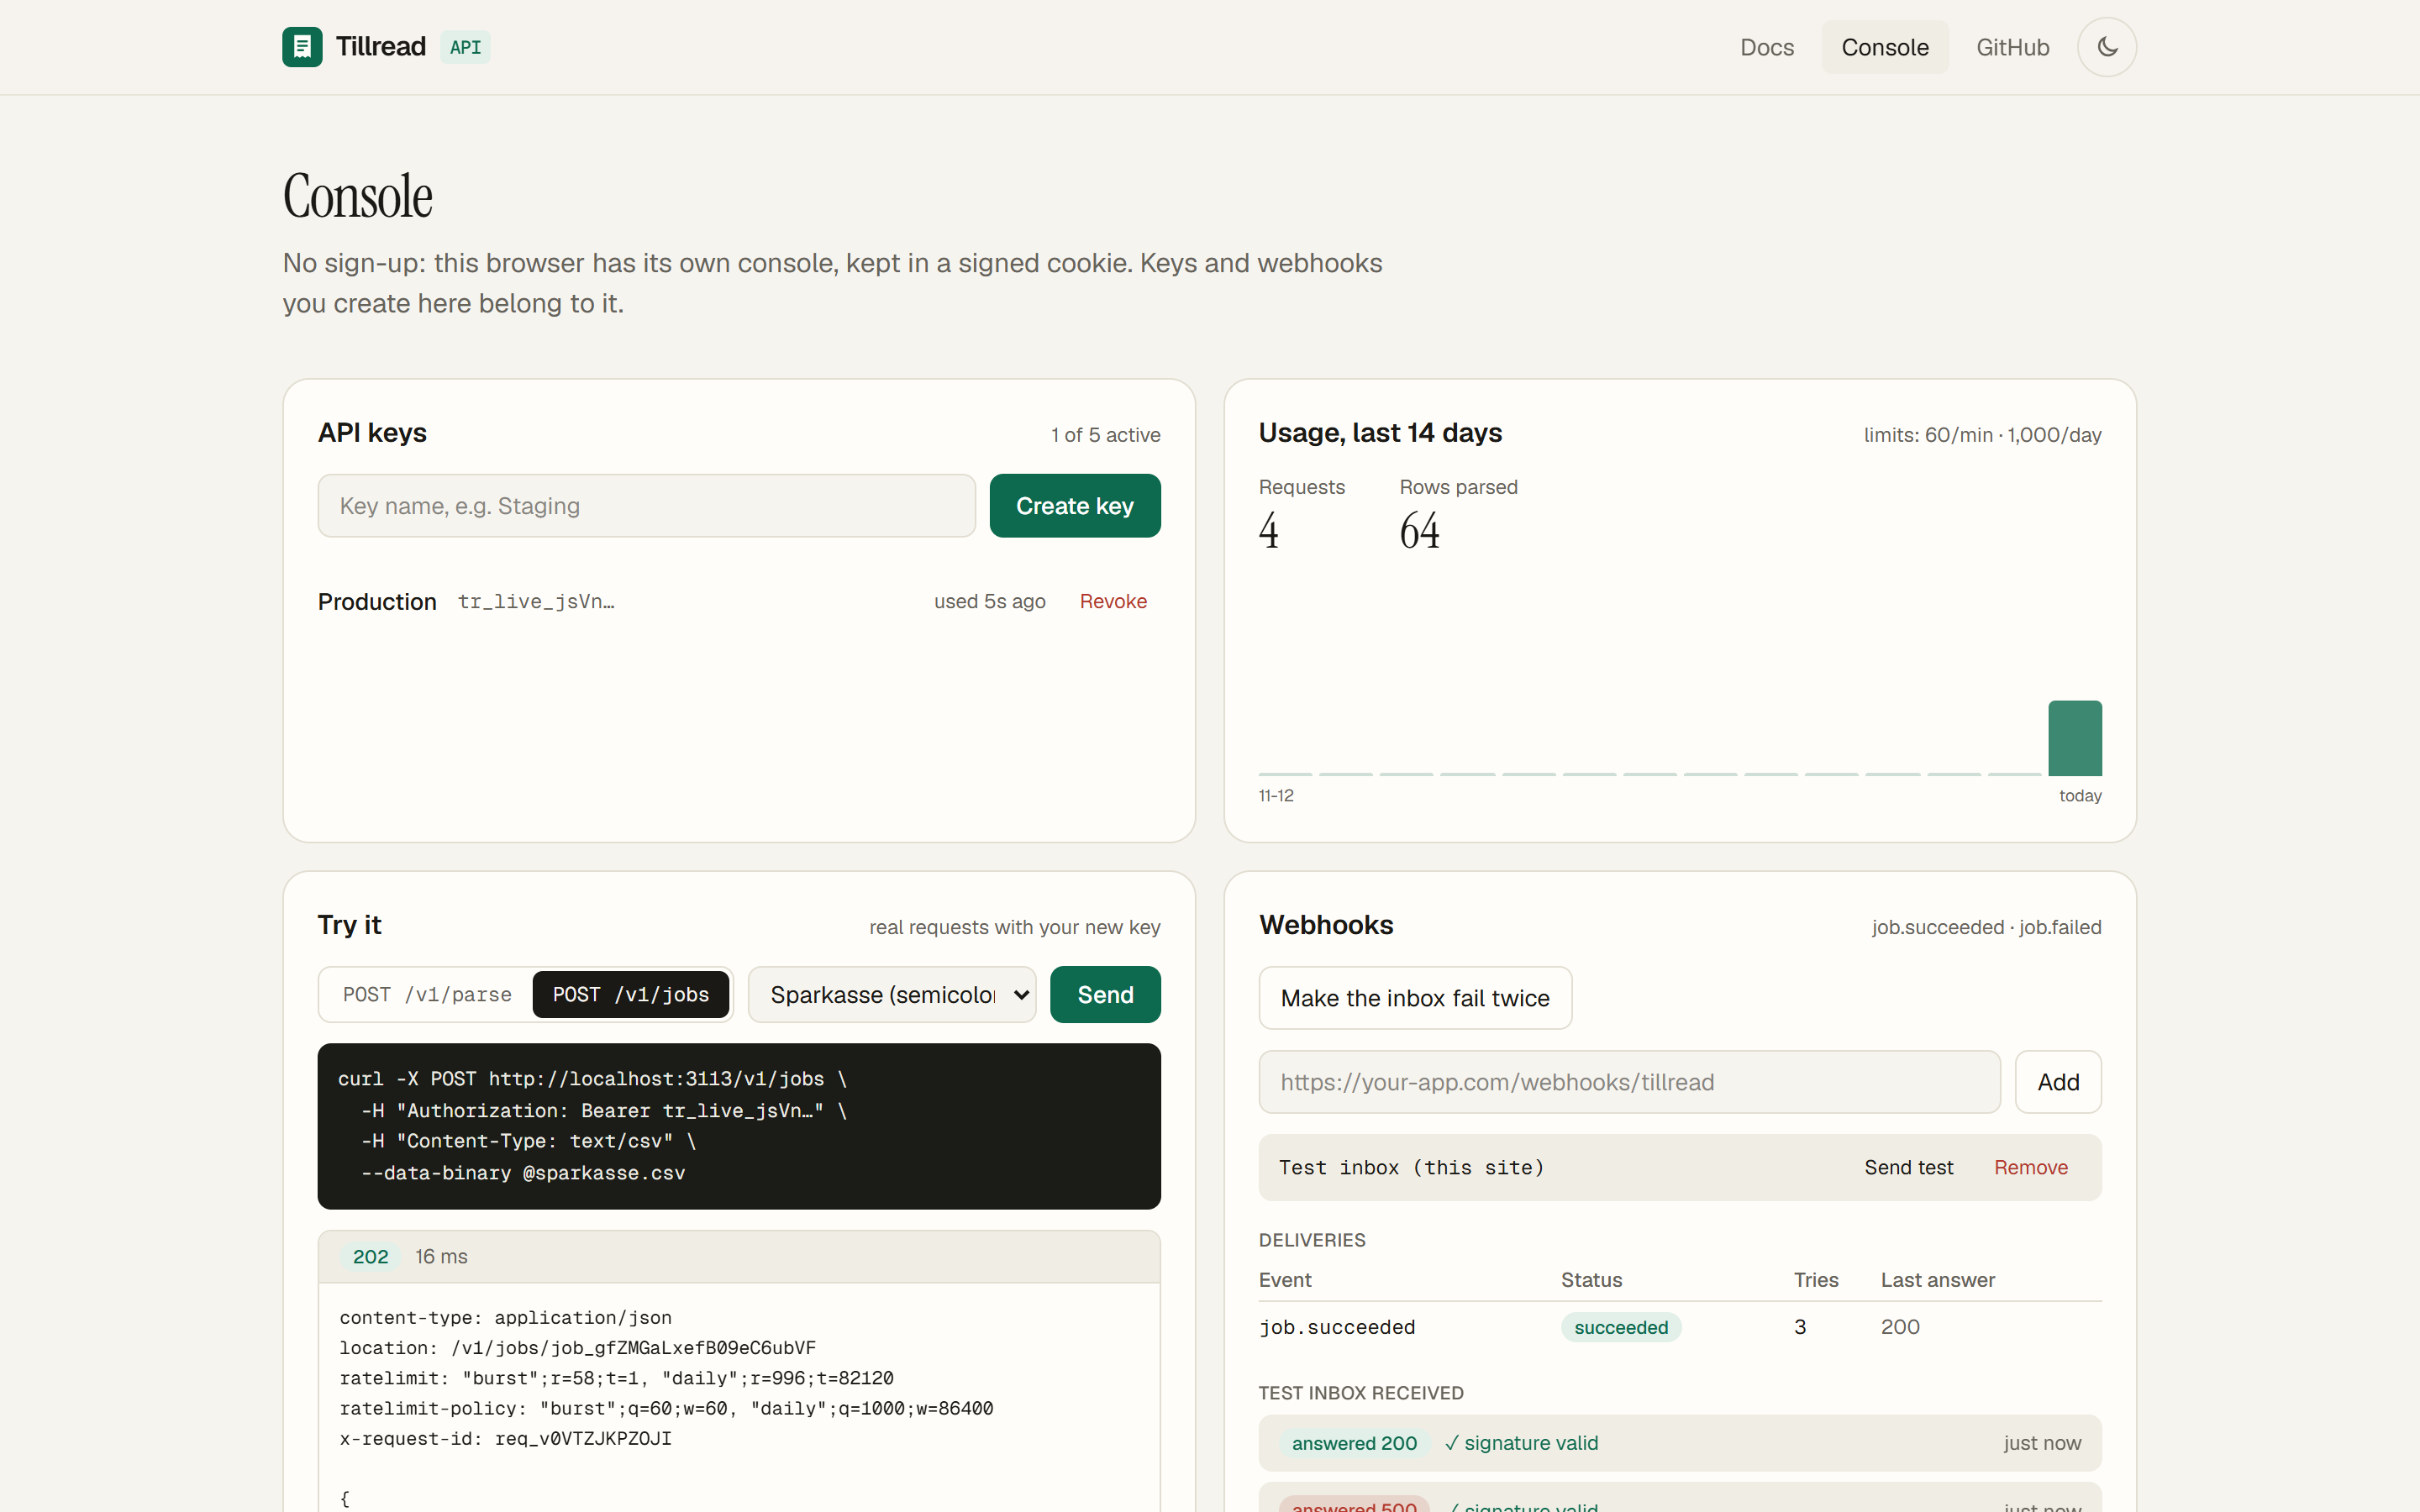 Tillread API
Docs
Console
GitHub
Console
No sign-up: this browser has its own console, kept in a signed cookie. Keys and webhooks
you create here belong to it.
API keys
1 of 5 active
Key name, e.g. Staging
Create key
Production tr_live_jsVn…
used 5s ago
Revoke
Usage, last 14 days
limits: 60/min · 1,000/day
Requests
4
Rows parsed
64
11-12
today
Try it
real requests with your new key
POST /v1/parse
POST /v1/jobs
Sparkasse (semicolo
Send
curl -X POST http://localhost:3113/v1/jobs \
-H "Authorization: Bearer tr_live_jsVn…" \
-H "Content-Type: text/csv" \
--data-binary @sparkasse.csv
202 16 ms
content-type: application/json
location: /v1/jobs/job_gfZMGaLxefB09eC6ubVF
ratelimit: "burst";r=58;t=1, "daily";r=996;t=82120
ratelimit-policy: "burst";q=60;w=60, "daily";q=1000;w=86400
x-request-id: req_v0VTZJKPZOJI
{
Webhooks
job.succeeded · job.failed
Make the inbox fail twice
https://your-app.com/webhooks/tillread
Add
Test inbox (this site)
Send test
Remove
DELIVERIES
Event Status Tries Last answer
job.succeeded succeeded 3 200
TEST INBOX RECEIVED
answered 200 ✓ signature valid just now
answered 500 ✓ signature valid just now